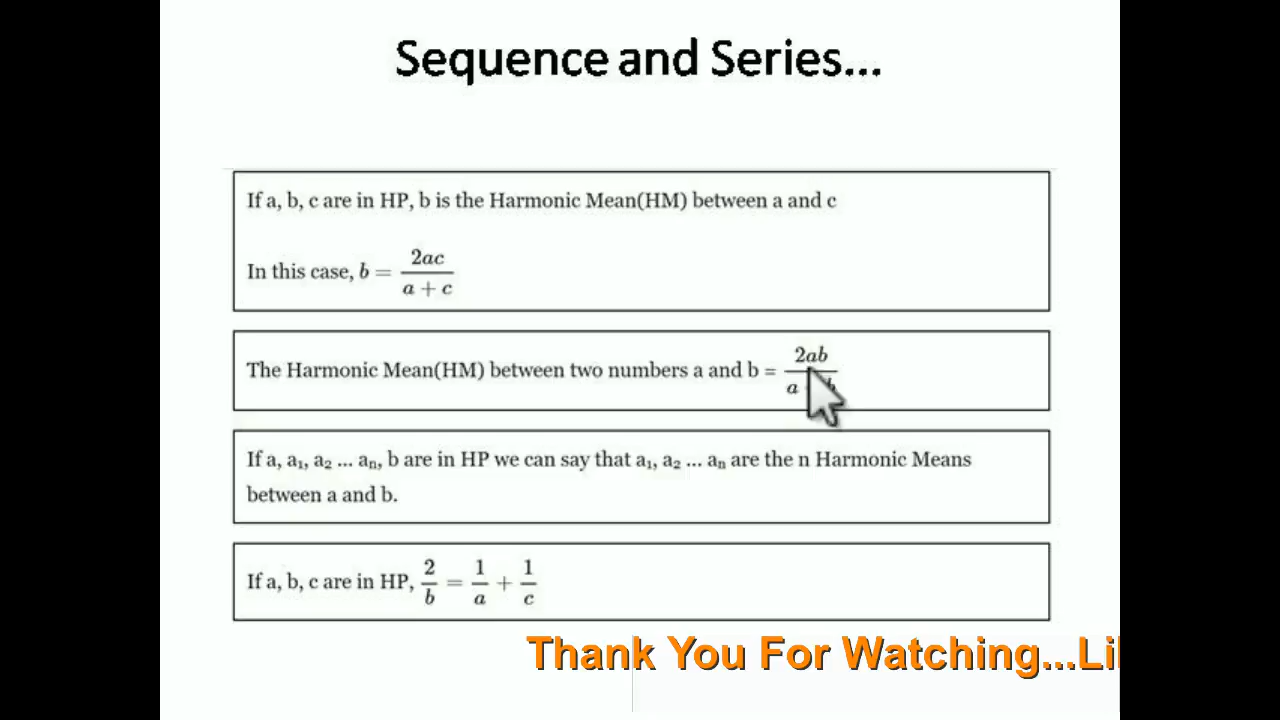 Sequence and Series...
If a, b, c are in HP, b is the Harmonic Mean(HM) between a and c
In this case, b = 2ac / a + c
The Harmonic Mean(HM) between two numbers a and b = 2ab / a b
If a, a₁, a₂ ... aₙ, b are in HP we can say that a₁, a₂ ... aₙ are the n Harmonic Means
between a and b.
If a, b, c are in HP, 2/b = 1/a + 1/c
Thank You For Watching...